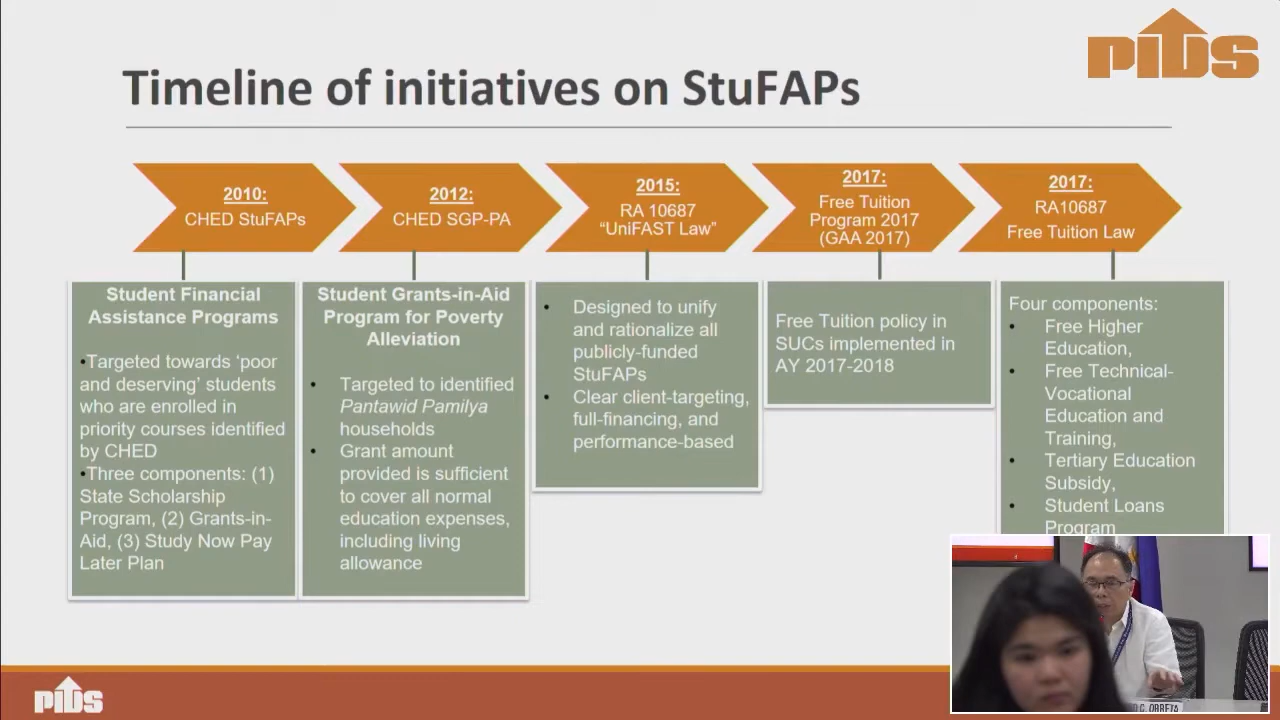 PIDS
Timeline of initiatives on StuFAPs
2010:
CHED StuFAPs
2012:
CHED SGP-PA
2015:
RA 10687
“UniFAST Law”
2017:
Free Tuition
Program 2017
(GAA 2017)
2017:
RA10687
Free Tuition Law
Student Financial
Assistance Programs
•Targeted towards ‘poor
and deserving’ students
who are enrolled in
priority courses identified
by CHED
•Three components: (1)
State Scholarship
Program, (2) Grants-in-
Aid, (3) Study Now Pay
Later Plan
Student Grants-in-Aid
Program for Poverty
Alleviation
• Targeted to identified
Pantawid Pamilya
households
• Grant amount
provided is sufficient
to cover all normal
education expenses,
including living
allowance
• Designed to unify
and rationalize all
publicly-funded
StuFAPs
• Clear client-targeting,
full-financing, and
performance-based
Free Tuition policy in
SUCs implemented in
AY 2017-2018
Four components:
• Free Higher
Education,
• Free Technical-
Vocational
Education and
Training,
• Tertiary Education
Subsidy,
• Student Loans
Program
PIDS